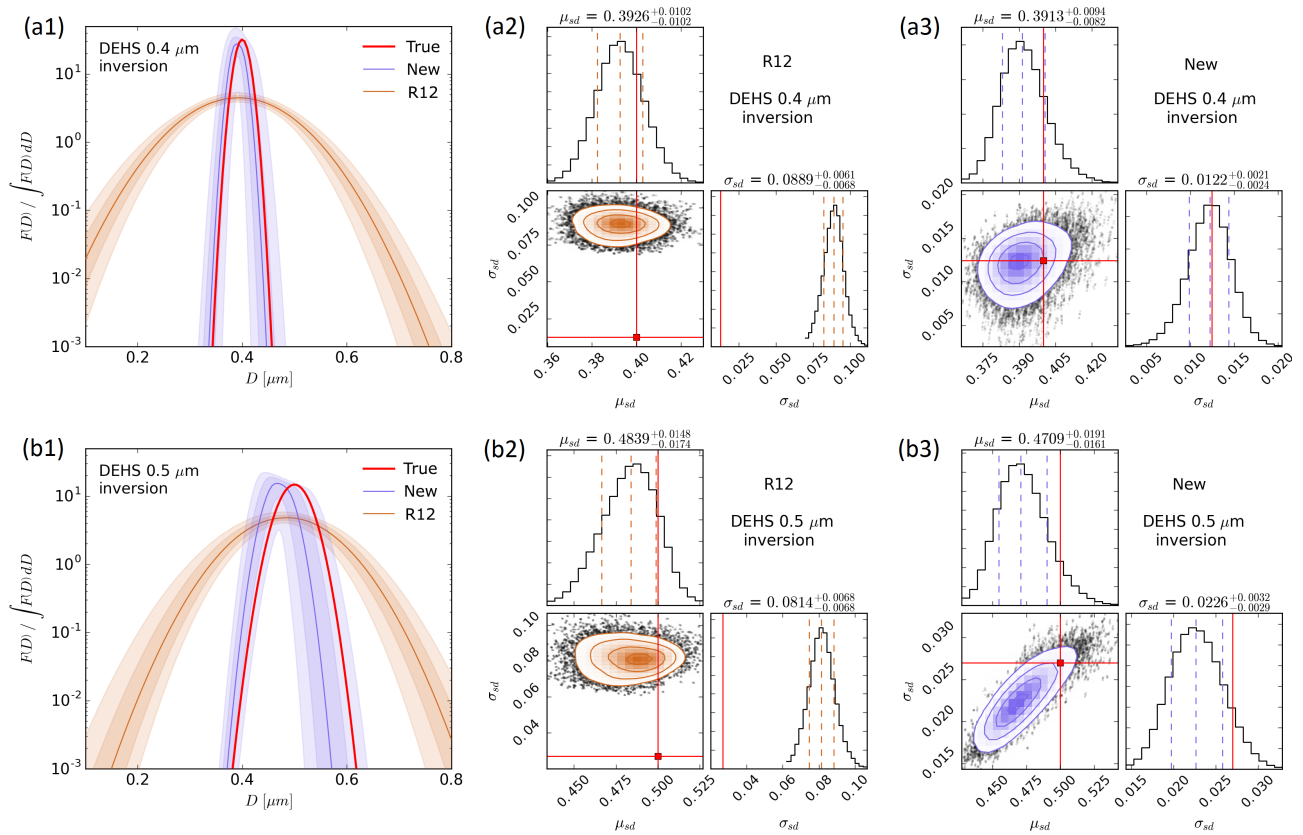 (a1)
DEHS 0.4 μm
inversion
True
New
R12
F(D) / ∫F(D) dD
10^1
10^0
10^-1
10^-2
10^-3
0.2 0.4 0.6 0.8
D [μm]
(a2)
μ_sd = 0.3926 +0.0102 −0.0102
R12
DEHS 0.4 μm
inversion
σ_sd = 0.0889 +0.0061 −0.0068
0.100
0.075
0.050
0.025
σ_sd
0.36 0.38 0.40 0.42
μ_sd
0.025 0.050 0.075 0.100
σ_sd
(a3)
μ_sd = 0.3913 +0.0094 −0.0082
New
DEHS 0.4 μm
inversion
σ_sd = 0.0122 +0.0021 −0.0024
0.020
0.015
0.010
0.005
σ_sd
0.375 0.390 0.405 0.420
μ_sd
0.005 0.010 0.015 0.020
σ_sd
(b1)
DEHS 0.5 μm
inversion
True
New
R12
F(D) / ∫F(D) dD
10^1
10^0
10^-1
10^-2
10^-3
0.2 0.4 0.6 0.8
D [μm]
(b2)
μ_sd = 0.4839 +0.0148 −0.0174
R12
DEHS 0.5 μm
inversion
σ_sd = 0.0814 +0.0068 −0.0068
0.10
0.08
0.06
0.04
σ_sd
0.450 0.475 0.500 0.525
μ_sd
0.04 0.06 0.08 0.10
σ_sd
(b3)
μ_sd = 0.4709 +0.0191 −0.0161
New
DEHS 0.5 μm
inversion
σ_sd = 0.0226 +0.0032 −0.0029
0.030
0.025
0.020
0.015
σ_sd
0.450 0.475 0.500 0.525
μ_sd
0.015 0.020 0.025 0.030
σ_sd